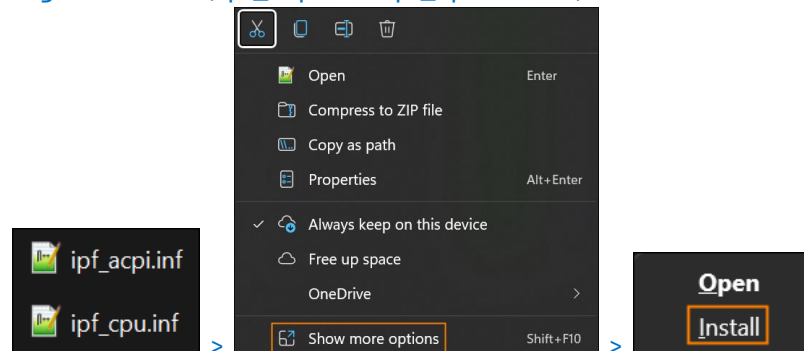 Open Enter
Compress to ZIP file
Copy as path
Properties Alt+Enter
Always keep on this device
Free up space
OneDrive >
Show more options Shift+F10
ipf_acpi.inf
ipf_cpu.inf
>
>
Open
Install